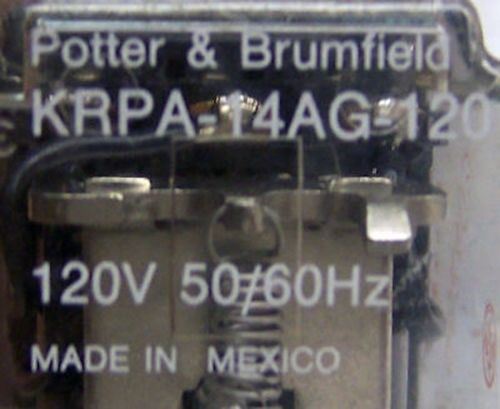 Potter & Brumfield
KRPA-14AG-120
120V 50/60Hz
MADE IN MEXICO